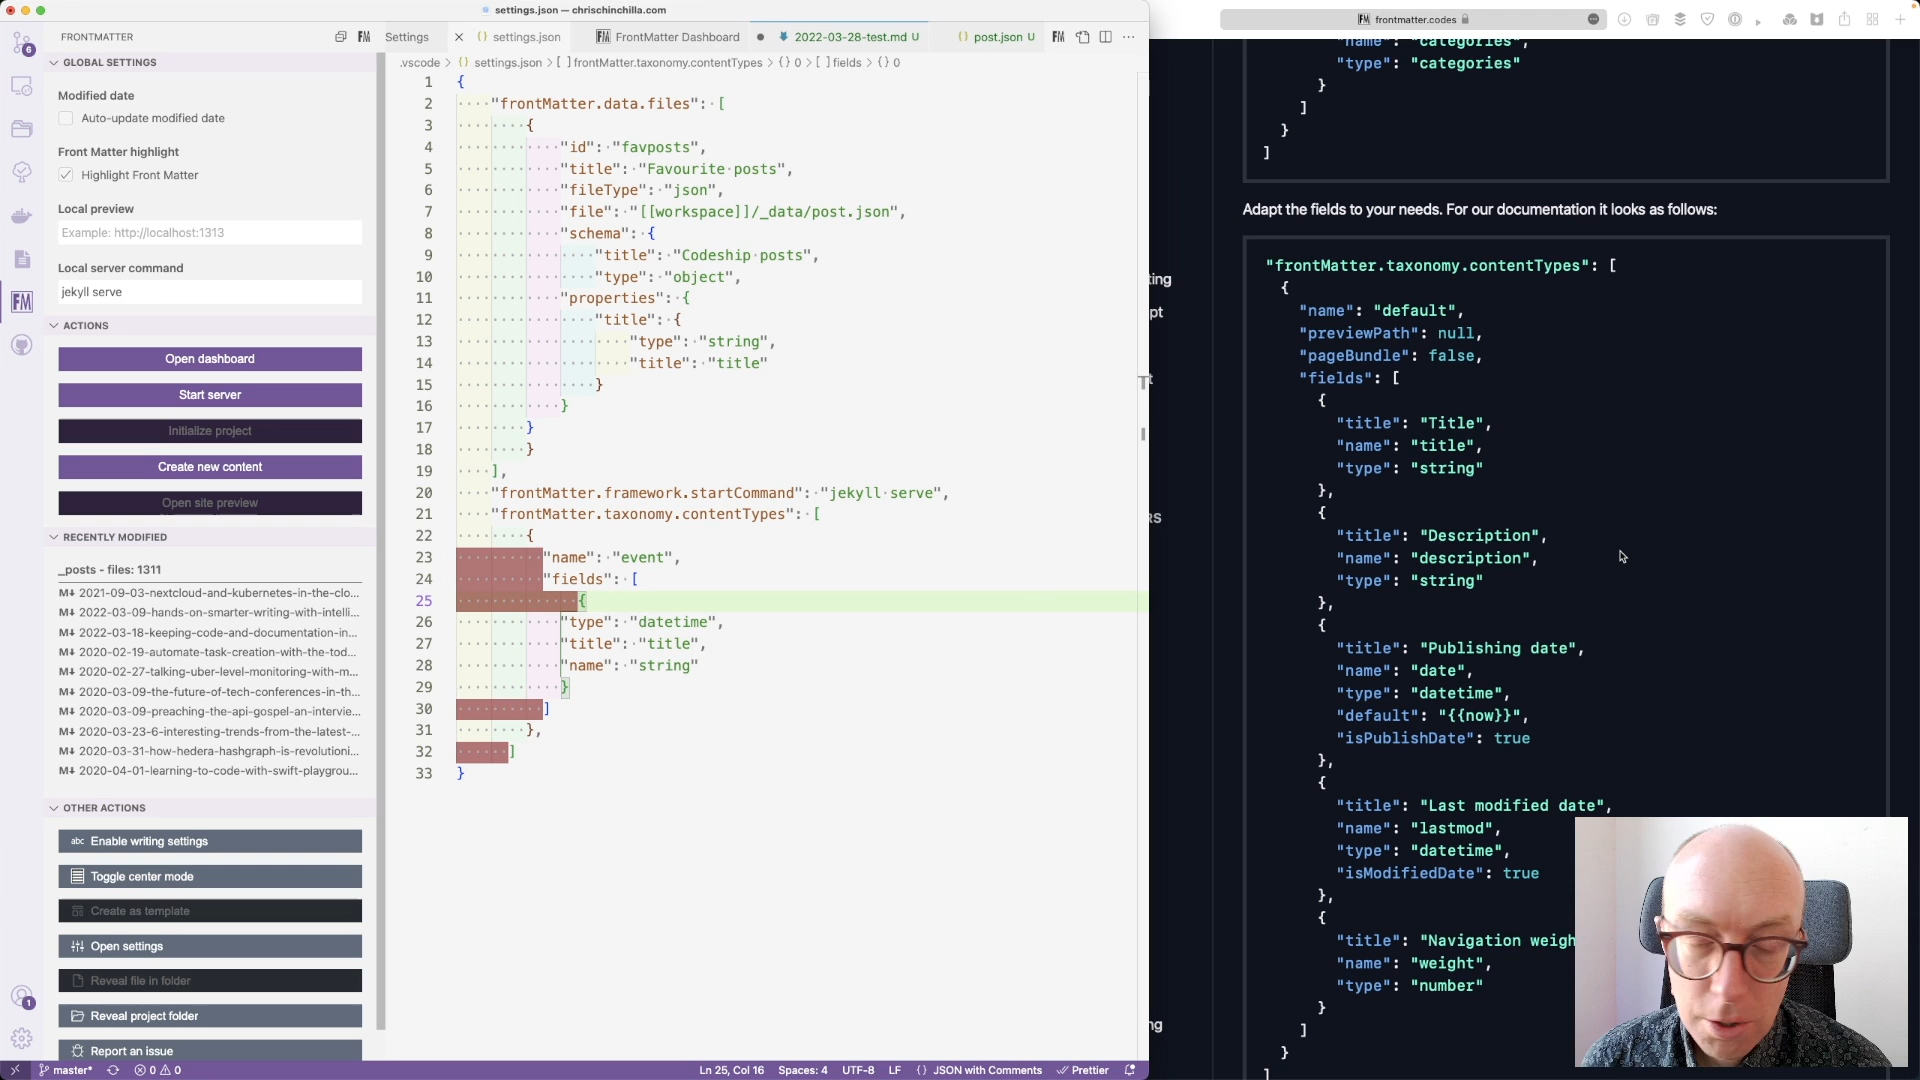 settings.json — chrischinchilla.com
FRONTMATTER
GLOBAL SETTINGS
Modified date
Auto-update modified date
Front Matter highlight
Highlight Front Matter
Local preview
Example: http://localhost:1313
Local server command
jekyll serve
ACTIONS
Open dashboard
Start server
Initialize project
Create new content
Open site preview
RECENTLY MODIFIED
_posts - files: 1311
2021-09-03-nextcloud-and-kubernetes-in-the-clo...
2022-03-09-hands-on-smarter-writing-with-intelli...
2022-03-18-keeping-code-and-documentation-in...
2020-02-19-automate-task-creation-with-the-tod...
2020-02-27-talking-uber-level-monitoring-with-m...
2020-03-09-the-future-of-tech-conferences-in-th...
2020-03-09-preaching-the-api-gospel-an-intervie...
2020-03-23-6-interesting-trends-from-the-latest-...
2020-03-31-how-hedera-hashgraph-is-revolutioni...
2020-04-01-learning-to-code-with-swift-playgrou...
OTHER ACTIONS
abc Enable writing settings
Toggle center mode
Create as template
Open settings
Reveal file in folder
Reveal project folder
Report an issue
6
FM
1
Settings
{} settings.json
FM FrontMatter Dashboard
2022-03-28-test.md U
{} post.json U
FM
.vscode > {} settings.json > [ ] frontMatter.taxonomy.contentTypes > {} 0 > [ ] fields > {} 0
1 {
2 "frontMatter.data.files": [
3 {
4 "id": "favposts",
5 "title": "Favourite posts",
6 "fileType": "json",
7 "file": "[[workspace]]/_data/post.json",
8 "schema": {
9 "title": "Codeship posts",
10 "type": "object",
11 "properties": {
12 "title": {
13 "type": "string",
14 "title": "title"
15 }
16 }
17 }
18 }
19 ],
20 "frontMatter.framework.startCommand": "jekyll serve",
21 "frontMatter.taxonomy.contentTypes": [
22 {
23 "name": "event",
24 "fields": [
25 {
26 "type": "datetime",
27 "title": "title",
28 "name": "string"
29 }
30 ]
31 },
32 ]
33 }
master*
0 0
Ln 25, Col 16
Spaces: 4
UTF-8
LF
{} JSON with Comments
Prettier
FM frontmatter.codes
"name": "categories",
"type": "categories"
}
]
}
]
Adapt the fields to your needs. For our documentation it looks as follows:
"frontMatter.taxonomy.contentTypes": [
{
"name": "default",
"previewPath": null,
"pageBundle": false,
"fields": [
{
"title": "Title",
"name": "title",
"type": "string"
},
{
"title": "Description",
"name": "description",
"type": "string"
},
{
"title": "Publishing date",
"name": "date",
"type": "datetime",
"default": "{{now}}",
"isPublishDate": true
},
{
"title": "Last modified date",
"name": "lastmod",
"type": "datetime",
"isModifiedDate": true
},
{
"title": "Navigation weigh
"name": "weight",
"type": "number"
}
]
}
]